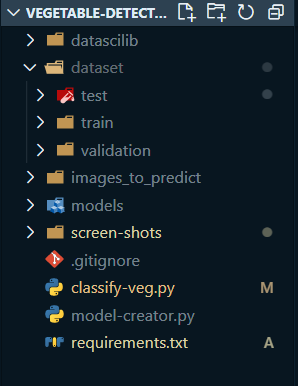 VEGETABLE-DETECT...
datascilib
dataset
test
train
validation
images_to_predict
models
screen-shots
.gitignore
classify-veg.py M
model-creator.py
requirements.txt A